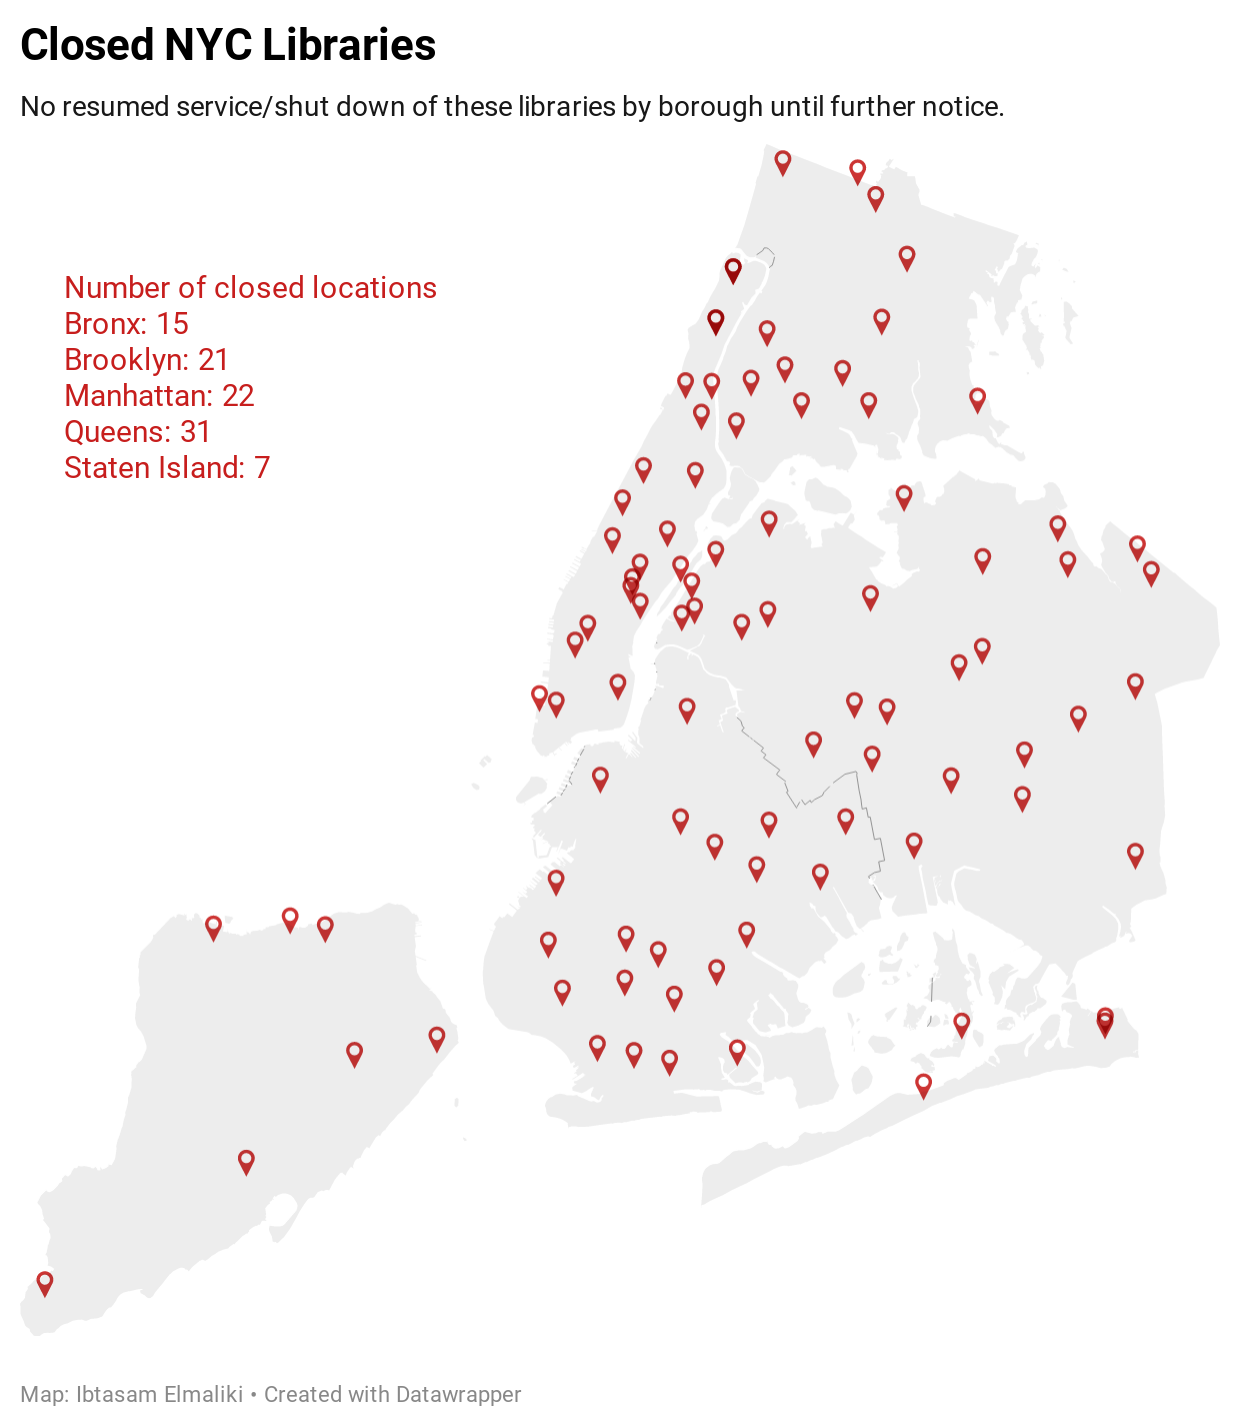 Closed NYC Libraries
No resumed service/shut down of these libraries by borough until further notice.
Number of closed locations
Bronx: 15
Brooklyn: 21
Manhattan: 22
Queens: 31
Staten Island: 7
Map: Ibtasam Elmaliki • Created with Datawrapper